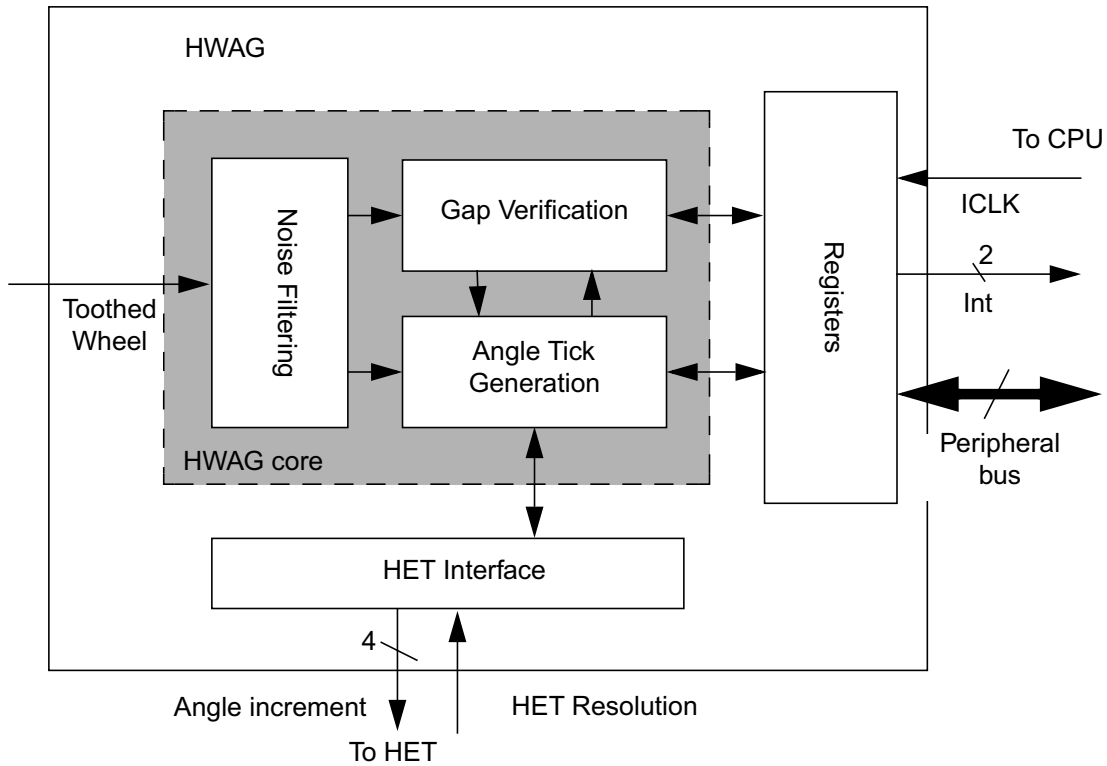 HWAG
To CPU
ICLK
Noise Filtering
Gap Verification
Registers
2
Int
Toothed
Wheel
Angle Tick
Generation
Peripheral
bus
HWAG core
HET Interface
4
Angle increment
HET Resolution
To HET